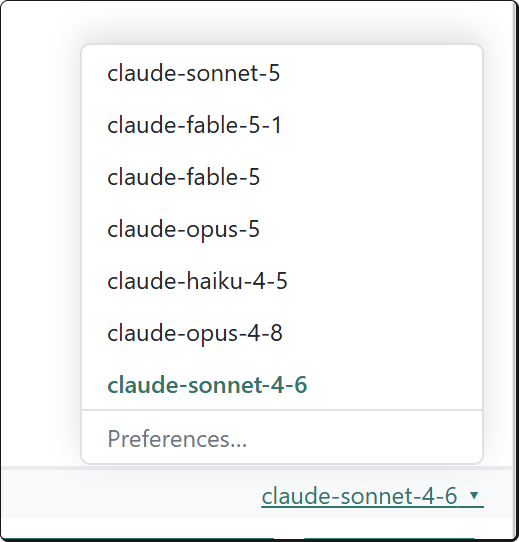 claude-sonnet-5
claude-fable-5-1
claude-fable-5
claude-opus-5
claude-haiku-4-5
claude-opus-4-8
claude-sonnet-4-6
Preferences...
claude-sonnet-4-6 ▼